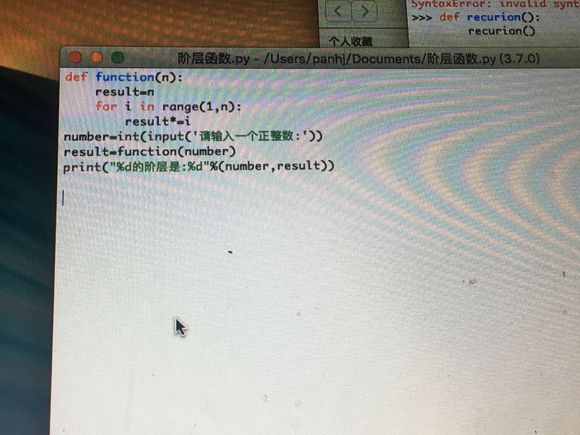 SyntaxError: invalid synt
>>> def recurion():
        recurion()
个人收藏
阶层函数.py - /Users/panhj/Documents/阶层函数.py (3.7.0)
def function(n):
    result=n
    for i in range(1,n):
        result*=i
number=int(input('请输入一个正整数:'))
result=function(number)
print("%d的阶层是:%d"%(number,result))